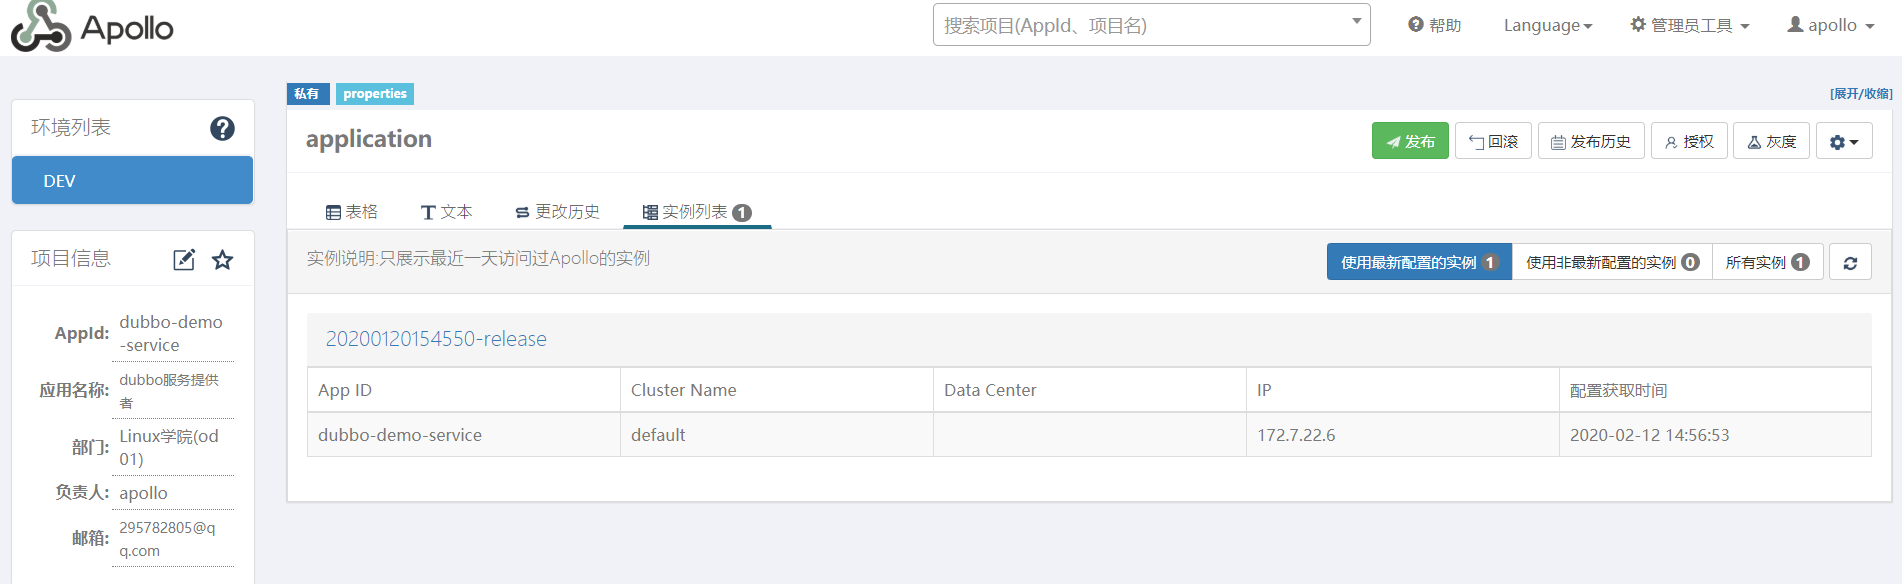 Apollo
搜索项目(AppId、项目名)
帮助
Language
管理员工具
apollo
环境列表
DEV
项目信息
AppId: dubbo-demo
-service
应用名称: dubbo服务提供
者
部门: Linux学院(od
01)
负责人: apollo
邮箱: 295782805@q
q.com
私有 properties
[展开/收缩]
application
发布 回滚 发布历史 授权 灰度
表格 文本 更改历史 实例列表 1
实例说明:只展示最近一天访问过Apollo的实例
使用最新配置的实例 1 使用非最新配置的实例 0 所有实例 1
20200120154550-release
App ID Cluster Name Data Center IP 配置获取时间
dubbo-demo-service default 172.7.22.6 2020-02-12 14:56:53